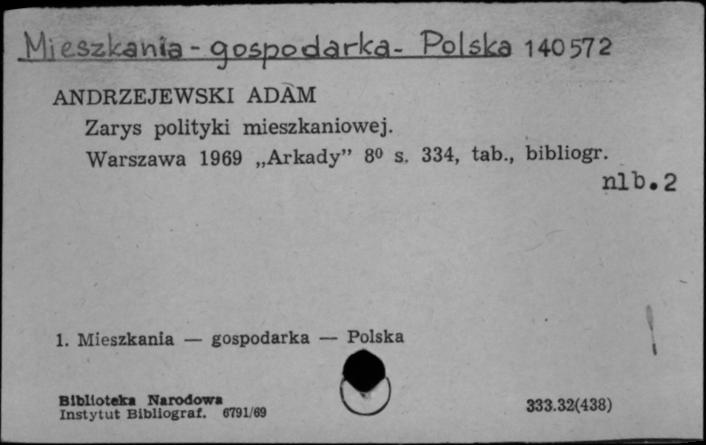 Mieszkania - gospodarka - Polska 140572
ANDRZEJEWSKI ADAM
Zarys polityki mieszkaniowej.
Warszawa 1969 „Arkady” 8⁰ s. 334, tab., bibliogr.
nlb. 2
1. Mieszkania — gospodarka — Polska
Biblioteka Narodowa
Instytut Bibliograf. 6791/69
333.32(438)